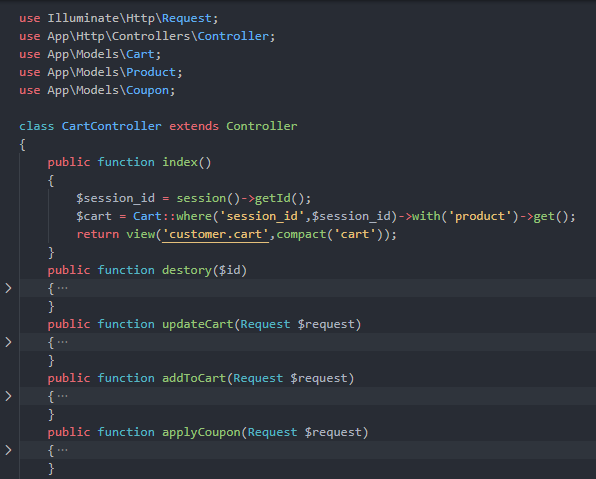 use Illuminate\Http\Request;
use App\Http\Controllers\Controller;
use App\Models\Cart;
use App\Models\Product;
use App\Models\Coupon;
class CartController extends Controller
{
public function index()
{
$session_id = session()->getId();
$cart = Cart::where('session_id',$session_id)->with('product')->get();
return view('customer.cart',compact('cart'));
}
public function destory($id)
{ ⋯
}
public function updateCart(Request $request)
{ ⋯
}
public function addToCart(Request $request)
{ ⋯
}
public function applyCoupon(Request $request)
{ ⋯
}